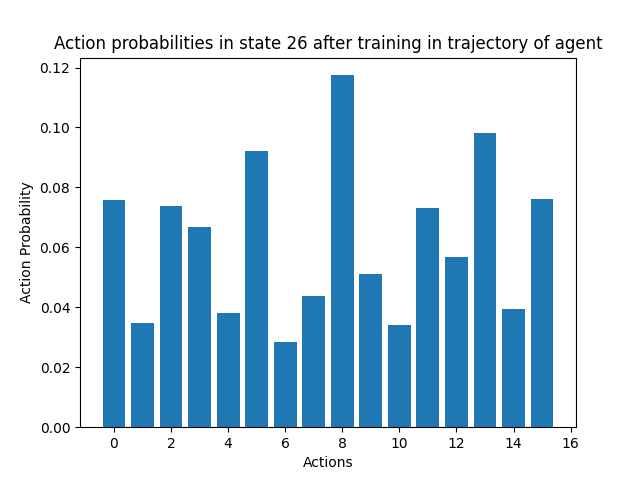 Action probabilities in state 26 after training in trajectory of agent
0.12
0.10
0.08
0.06
0.04
0.02
0.00
Action Probability
0 2 4 6 8 10 12 14 16
Actions